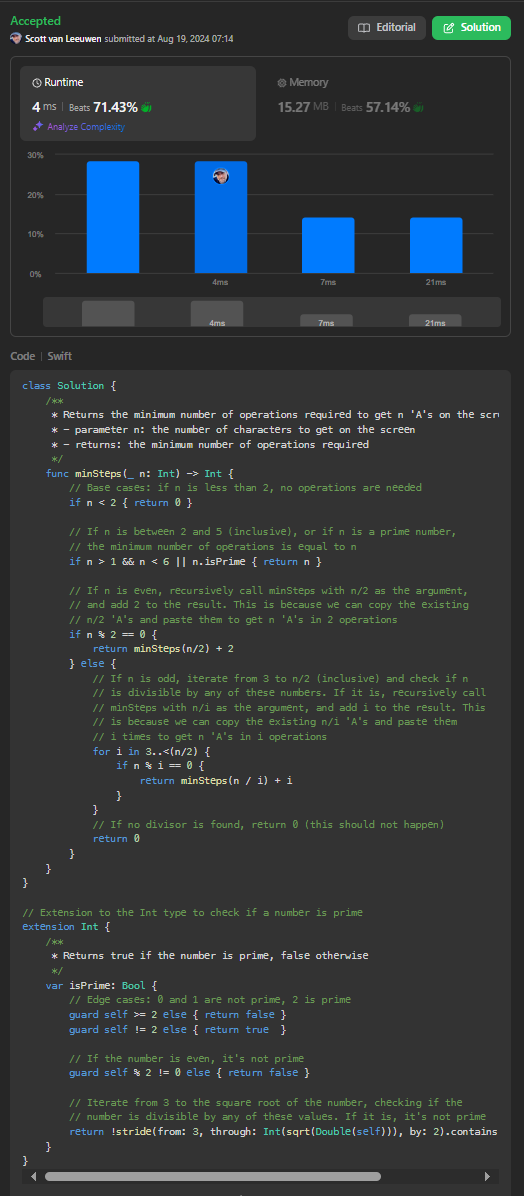 Accepted
Editorial
Solution
Scott van Leeuwen submitted at Aug 19, 2024 07:14
Runtime
4 ms | Beats 71.43%
Analyze Complexity
Memory
15.27 MB | Beats 57.14%
30%
20%
10%
0%
4ms 7ms 21ms
4ms 7ms 21ms
Code | Swift
class Solution {
/**
* Returns the minimum number of operations required to get n 'A's on the scr
* - parameter n: the number of characters to get on the screen
* - returns: the minimum number of operations required
*/
func minSteps(_ n: Int) -> Int {
// Base cases: if n is less than 2, no operations are needed
if n < 2 { return 0 }
// If n is between 2 and 5 (inclusive), or if n is a prime number,
// the minimum number of operations is equal to n
if n > 1 && n < 6 || n.isPrime { return n }
// If n is even, recursively call minSteps with n/2 as the argument,
// and add 2 to the result. This is because we can copy the existing
// n/2 'A's and paste them to get n 'A's in 2 operations
if n % 2 == 0 {
return minSteps(n/2) + 2
} else {
// If n is odd, iterate from 3 to n/2 (inclusive) and check if n
// is divisible by any of these numbers. If it is, recursively call
// minSteps with n/i as the argument, and add i to the result. This
// is because we can copy the existing n/i 'A's and paste them
// i times to get n 'A's in i operations
for i in 3..<(n/2) {
if n % i == 0 {
return minSteps(n / i) + i
}
}
// If no divisor is found, return 0 (this should not happen)
return 0
}
}
}
// Extension to the Int type to check if a number is prime
extension Int {
/**
* Returns true if the number is prime, false otherwise
*/
var isPrime: Bool {
// Edge cases: 0 and 1 are not prime, 2 is prime
guard self >= 2 else { return false }
guard self != 2 else { return true  }
// If the number is even, it's not prime
guard self % 2 != 0 else { return false }
// Iterate from 3 to the square root of the number, checking if the
// number is divisible by any of these values. If it is, it's not prime
return !stride(from: 3, through: Int(sqrt(Double(self))), by: 2).contains
}
}